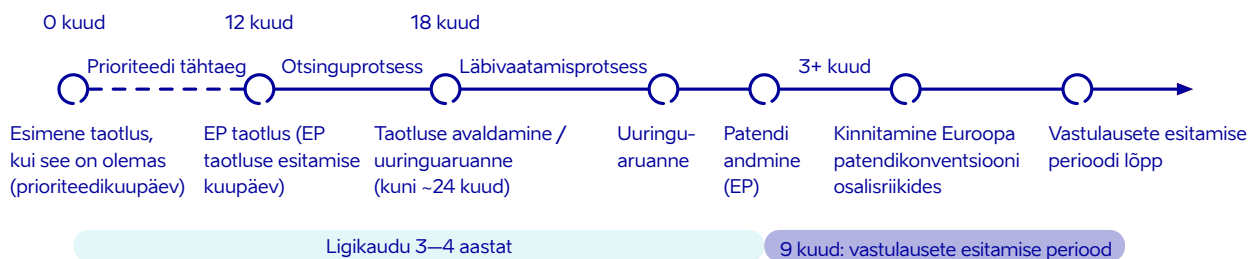 0 kuud
12 kuud
18 kuud
Prioriteedi tähtaeg
Otsinguprotsess
Läbivaatamisprotsess
3+ kuud
Esimene taotlus,
kui see on olemas
(prioriteedikuupäev)
EP taotlus (EP
taotluse esitamise
kuupäev)
Taotluse avaldamine /
uuringuaruanne
(kuni ~24 kuud)
Uuringu-
aruanne
Patendi
andmine
(EP)
Kinnitamine Euroopa
patendikonventsiooni
osalisriikides
Vastulausete esitamise
perioodi lõpp
Ligikaudu 3—4 aastat
9 kuud: vastulausete esitamise periood